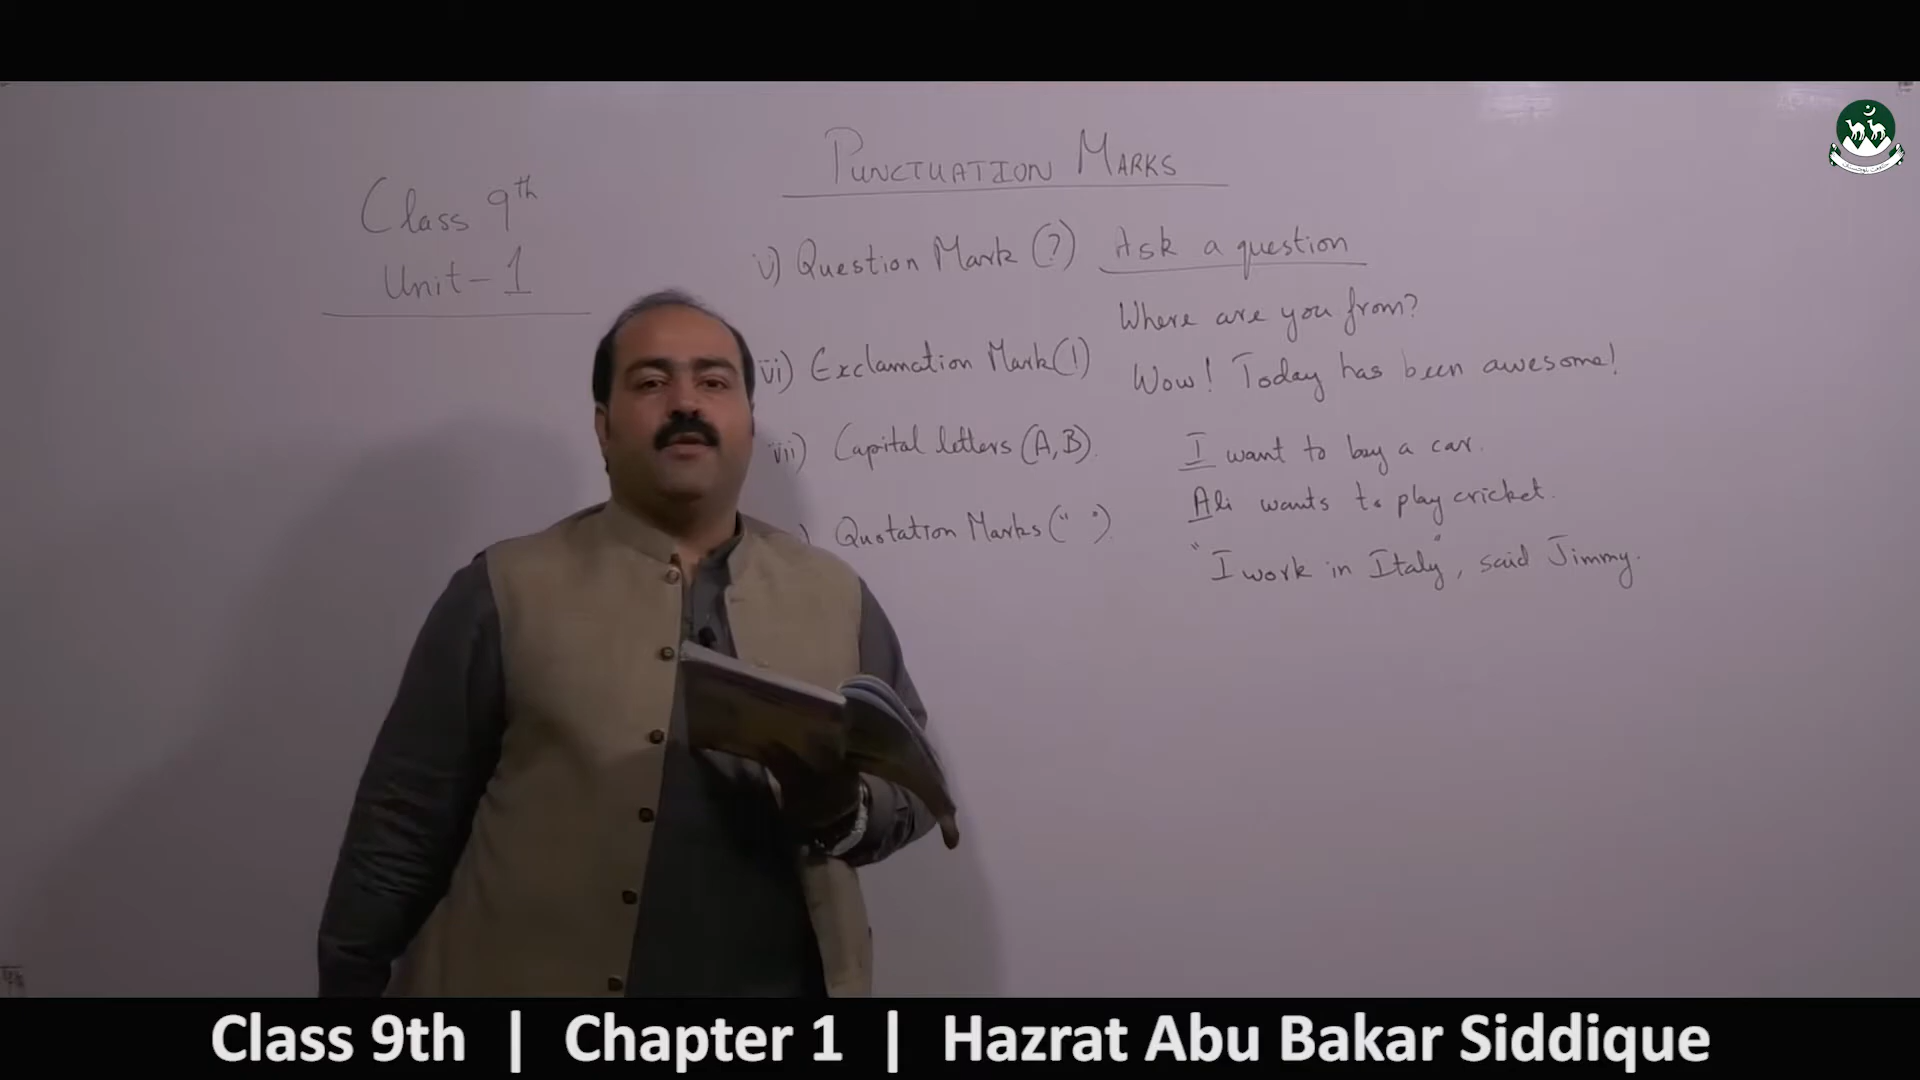 PUNCTUATION MARKS
Class 9th
Unit-1
v) Question Mark (?) Ask a question
Where are you from?
vi) Exclamation Mark (!) Wow! Today has been awesome!
vii) Capital letters (A, B). I want to buy a car.
Ali wants to play cricket.
) Quotation Marks (" ").
"I work in Italy", said Jimmy.
Class 9th | Chapter 1 | Hazrat Abu Bakar Siddique